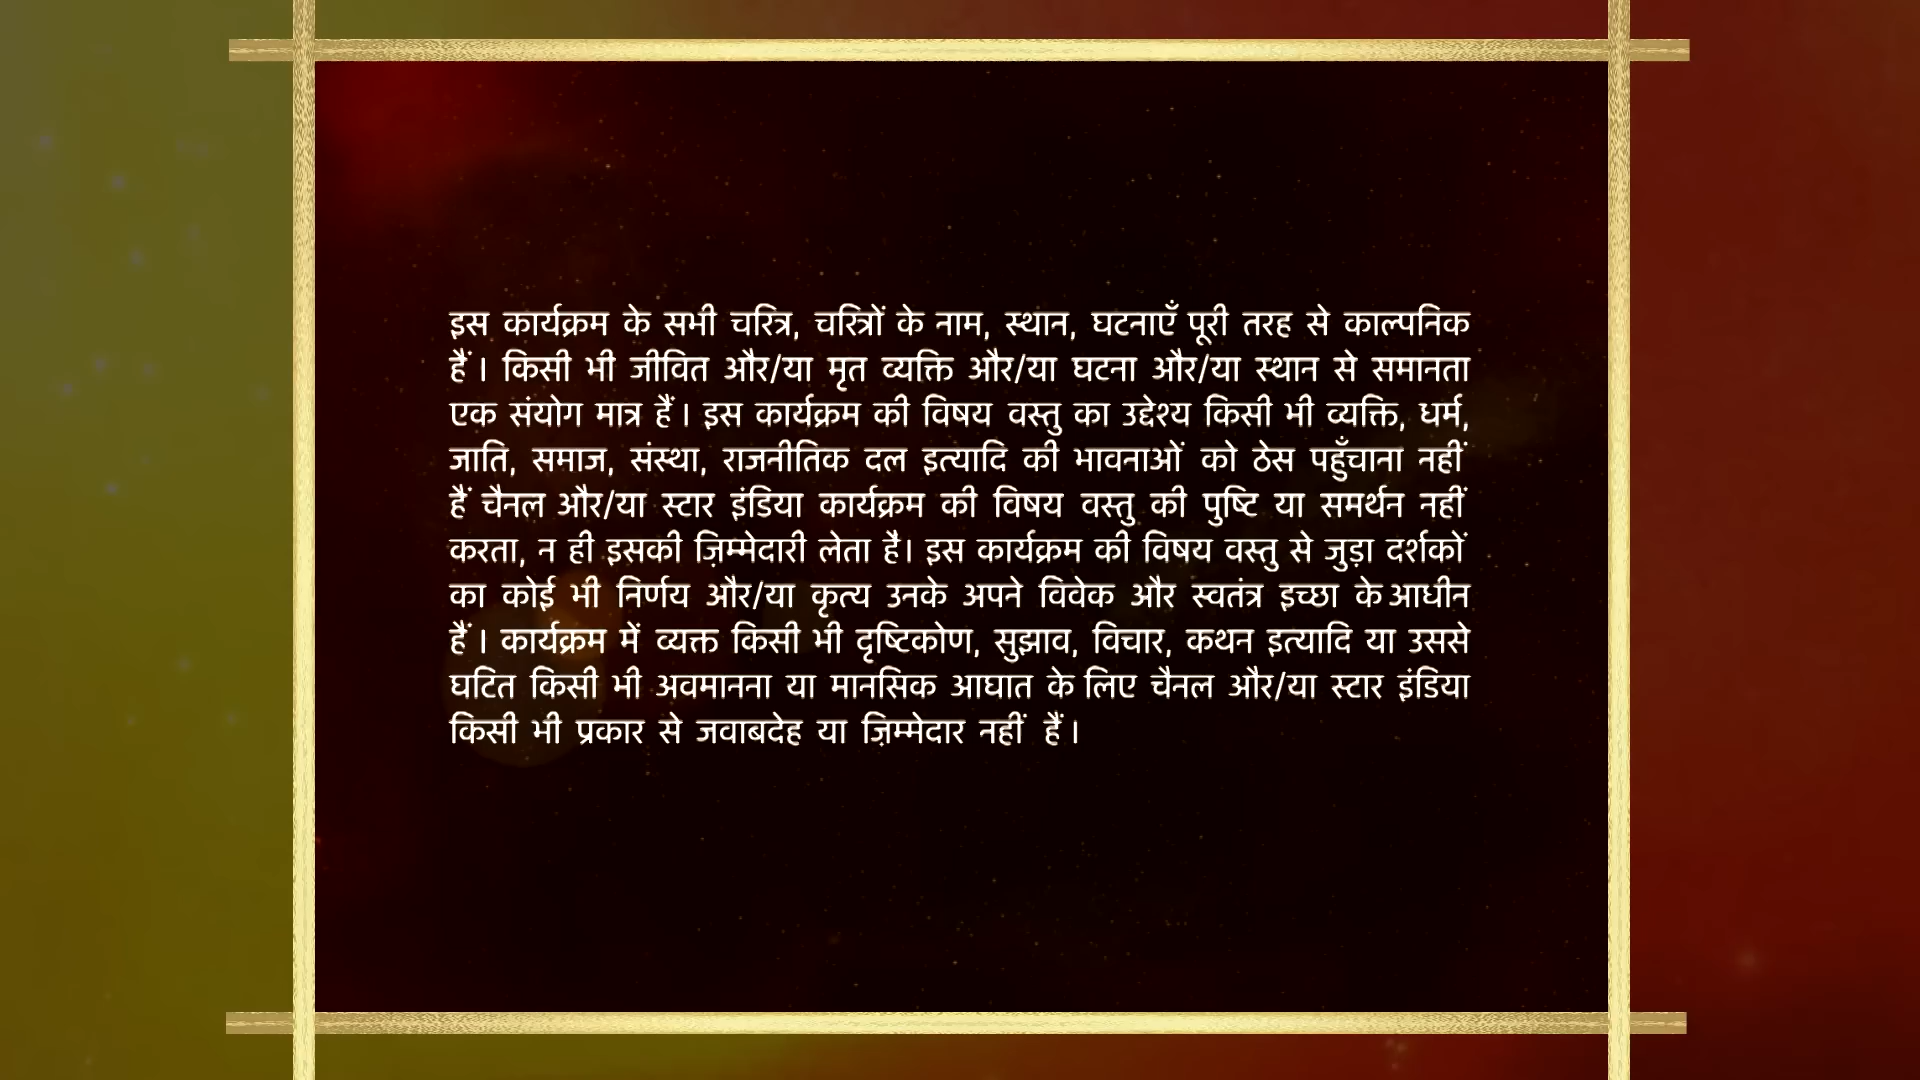 इस कार्यक्रम के सभी चरित्र, चरित्रों के नाम, स्थान, घटनाएँ पूरी तरह से काल्पनिक
हैं । किसी भी जीवित और/या मृत व्यक्ति और/या घटना और/या स्थान से समानता
एक संयोग मात्र हैं । इस कार्यक्रम की विषय वस्तु का उद्देश्य किसी भी व्यक्ति, धर्म,
जाति, समाज, संस्था, राजनीतिक दल इत्यादि की भावनाओं को ठेस पहुँचाना नहीं
हैं चैनल और/या स्टार इंडिया कार्यक्रम की विषय वस्तु की पुष्टि या समर्थन नहीं
करता, न ही इसकी ज़िम्मेदारी लेता है। इस कार्यक्रम की विषय वस्तु से जुड़ा दर्शकों
का कोई भी निर्णय और/या कृत्य उनके अपने विवेक और स्वतंत्र इच्छा के आधीन
हैं । कार्यक्रम में व्यक्त किसी भी दृष्टिकोण, सुझाव, विचार, कथन इत्यादि या उससे
घटित किसी भी अवमानना या मानसिक आघात के लिए चैनल और/या स्टार इंडिया
किसी भी प्रकार से जवाबदेह या ज़िम्मेदार नहीं हैं ।